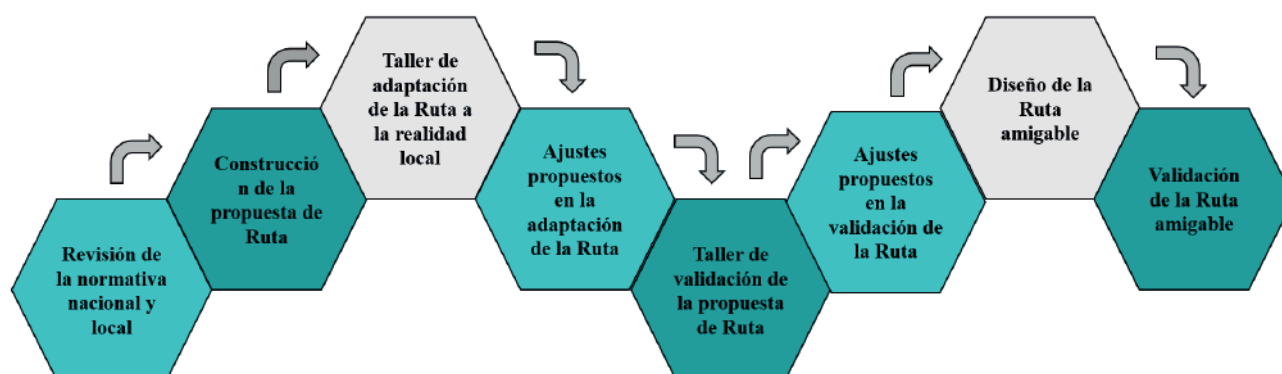 Revisión de
la normativa
nacional y
local
Construcció
n de la
propuesta de
Ruta
Taller de
adaptación
de la Ruta a
la realidad
local
Ajustes
propuestos
en la
adaptación
de la Ruta
Taller de
validación de
la propuesta
de Ruta
Ajustes
propuestos
en la
validación de
la Ruta
Diseño de la
Ruta
amigable
Validación
de la Ruta
amigable